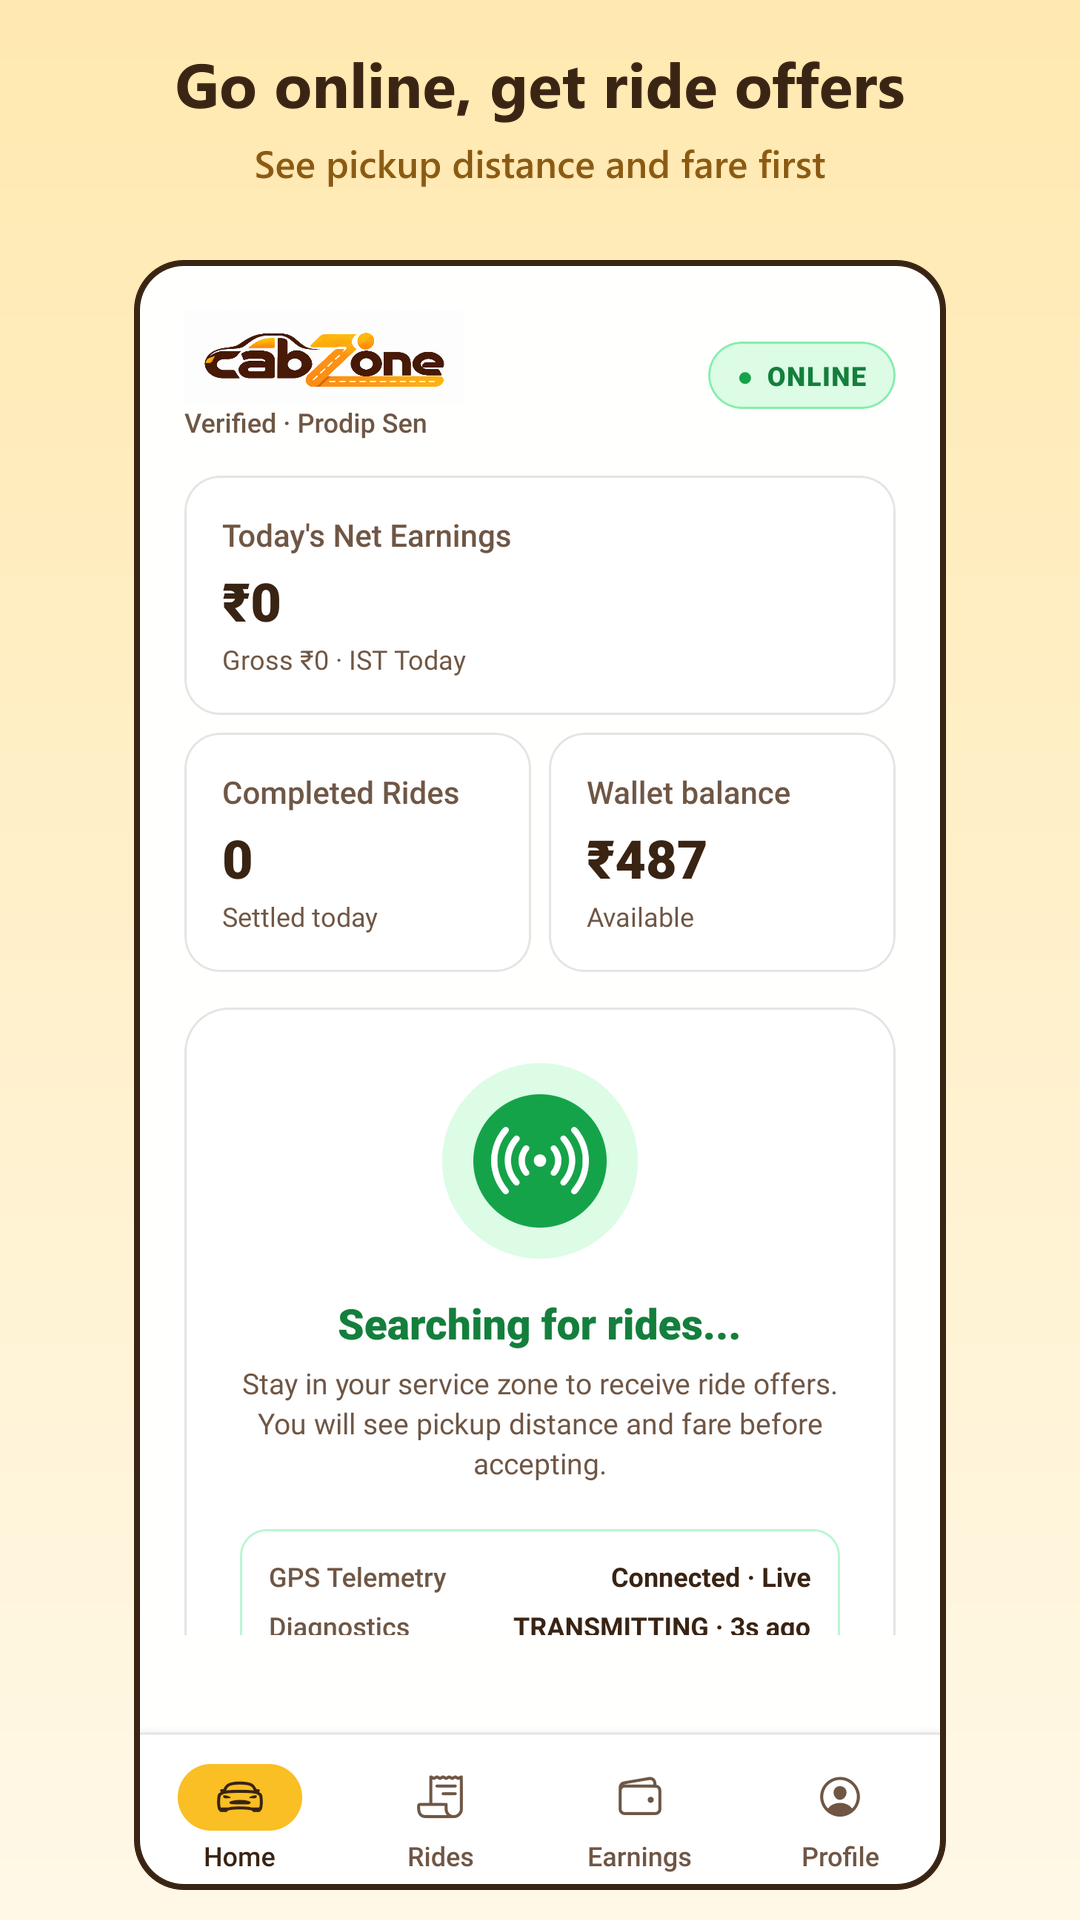 Go online, get ride offers
See pickup distance and fare first
cabZone
Verified · Prodip Sen
● ONLINE
Today's Net Earnings
₹0
Gross ₹0 · IST Today
Completed Rides
0
Settled today
Wallet balance
₹487
Available
Searching for rides...
Stay in your service zone to receive ride offers.
You will see pickup distance and fare before
accepting.
GPS Telemetry Connected · Live
Diagnostics TRANSMITTING · 3s ago
Home Rides Earnings Profile